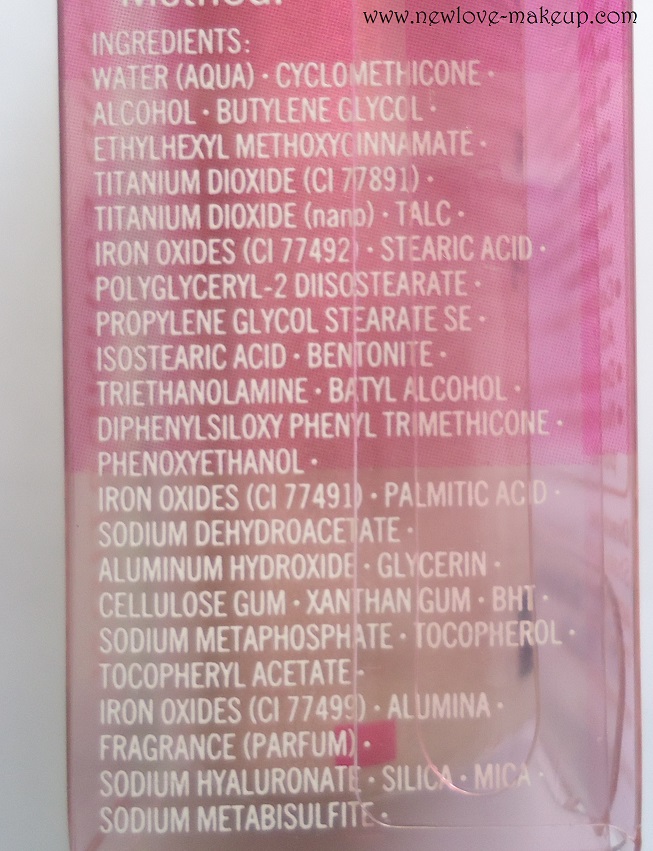 www.newlove-makeup.com
Method:
INGREDIENTS:
WATER (AQUA) · CYCLOMETHICONE ·
ALCOHOL · BUTYLENE GLYCOL ·
ETHYLHEXYL METHOXYCINNAMATE ·
TITANIUM DIOXIDE (CI 77891) ·
TITANIUM DIOXIDE (nano) · TALC ·
IRON OXIDES (CI 77492) · STEARIC ACID ·
POLYGLYCERYL-2 DIISOSTEARATE ·
PROPYLENE GLYCOL STEARATE SE ·
ISOSTEARIC ACID · BENTONITE ·
TRIETHANOLAMINE · BATYL ALCOHOL ·
DIPHENYLSILOXY PHENYL TRIMETHICONE ·
PHENOXYETHANOL ·
IRON OXIDES (CI 77491) · PALMITIC ACID ·
SODIUM DEHYDROACETATE ·
ALUMINUM HYDROXIDE · GLYCERIN ·
CELLULOSE GUM · XANTHAN GUM · BHT ·
SODIUM METAPHOSPHATE · TOCOPHEROL ·
TOCOPHERYL ACETATE ·
IRON OXIDES (CI 77499) · ALUMINA ·
FRAGRANCE (PARFUM) ·
SODIUM HYALURONATE · SILICA · MICA ·
SODIUM METABISULFITE ·